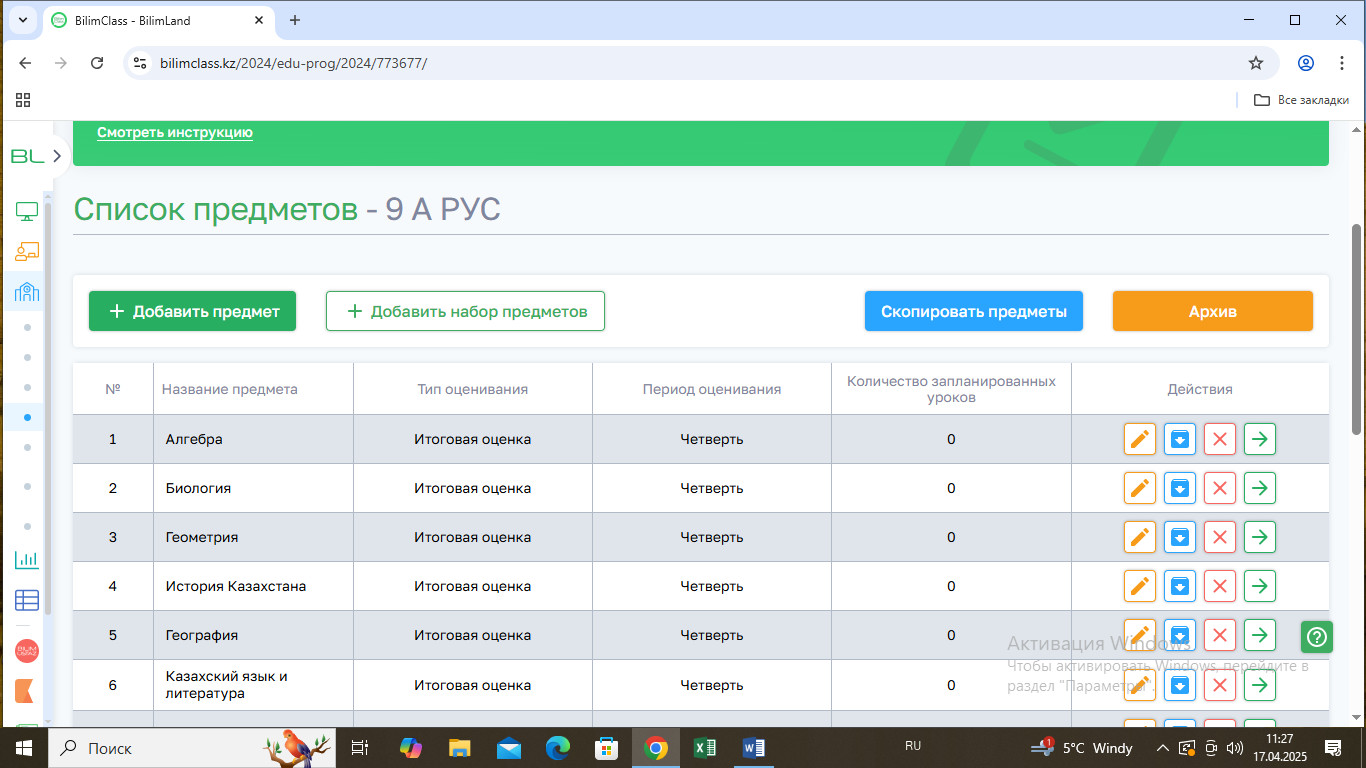 BilimClass - BilimLand
bilimclass.kz/2024/edu-prog/2024/773677/
Все закладки
Смотреть инструкцию
BL
Список предметов - 9 А РУС
Добавить предмет
Добавить набор предметов
Скопировать предметы
Архив
№ Название предмета Тип оценивания Период оценивания Количество запланированных уроков Действия
1 Алгебра Итоговая оценка Четверть 0
2 Биология Итоговая оценка Четверть 0
3 Геометрия Итоговая оценка Четверть 0
4 История Казахстана Итоговая оценка Четверть 0
5 География Итоговая оценка Четверть 0
6 Казахский язык и литература Итоговая оценка Четверть 0
Активация Windows
Чтобы активировать Windows, перейдите в
раздел "Параметры".
Поиск
RU
1
5°C Windy
11:27
17.04.2025